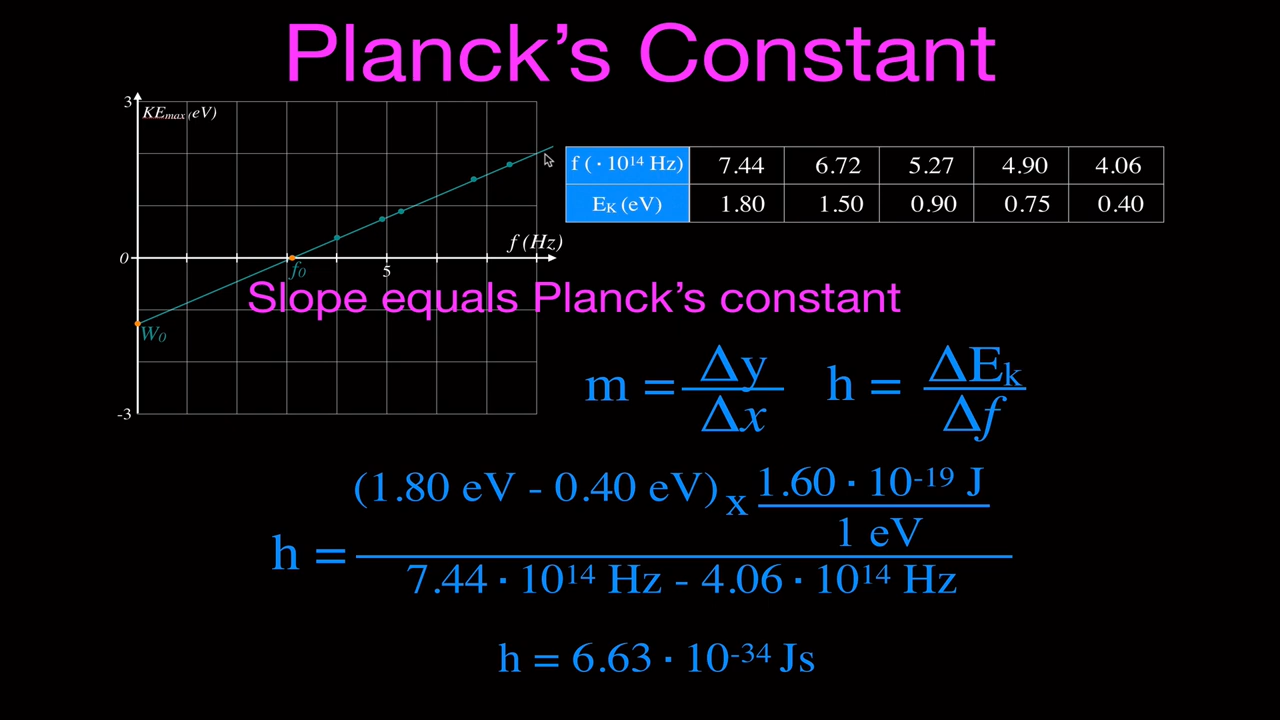 Planck's Constant
3
KEmax (eV)
f ( · 10¹⁴ Hz) 7.44 6.72 5.27 4.90 4.06
E_K (eV) 1.80 1.50 0.90 0.75 0.40
f (Hz)
0
f₀
5
Slope equals Planck's constant
W₀
-3
m = Δy / Δx h = ΔE_k / Δf
h = (1.80 eV - 0.40 eV) x 1.60 · 10⁻¹⁹ J / 1 eV
7.44 · 10¹⁴ Hz - 4.06 · 10¹⁴ Hz
h = 6.63 · 10⁻³⁴ Js